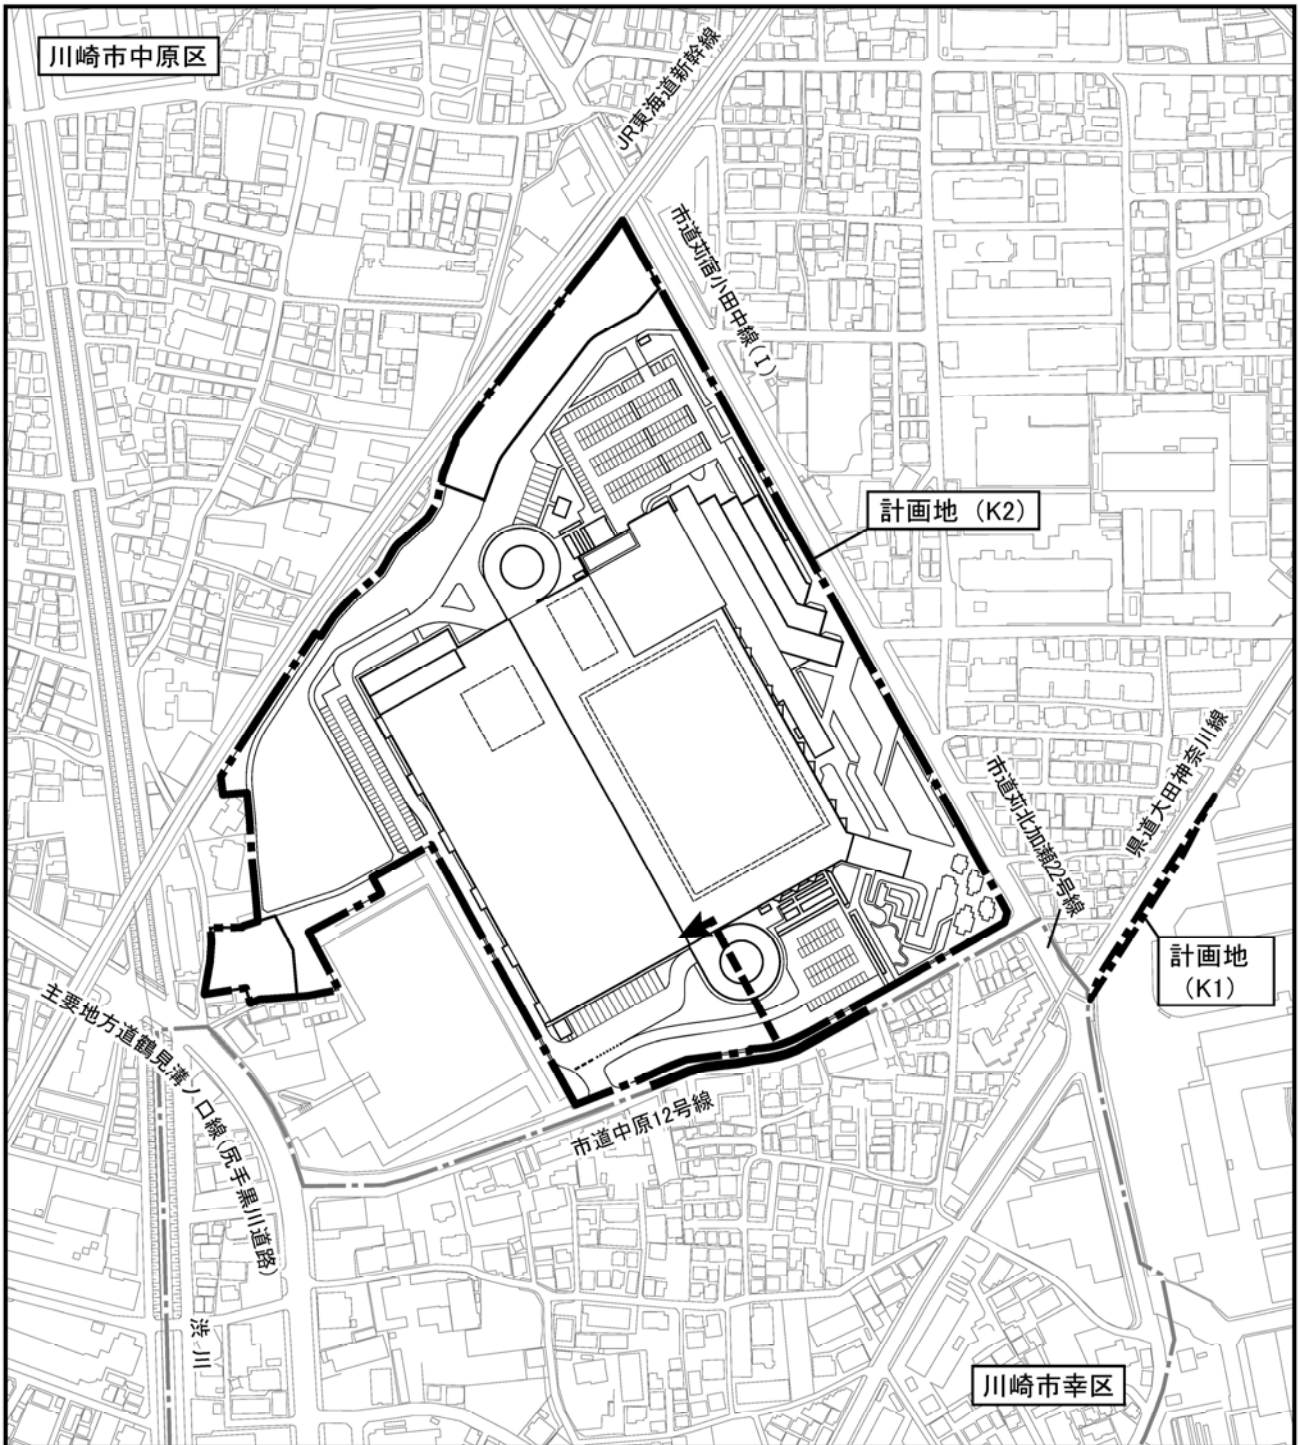 川崎市中原区
JR東海道新幹線
市道苅宿小田中線(Ⅰ)
計画地 (K2)
市道苅北加瀬22号線
県道大田神奈川線
計画地
(K1)
主要地方道鶴見溝ノ口線(尻手黒川道路)
市道中原12号線
渋川
川崎市幸区